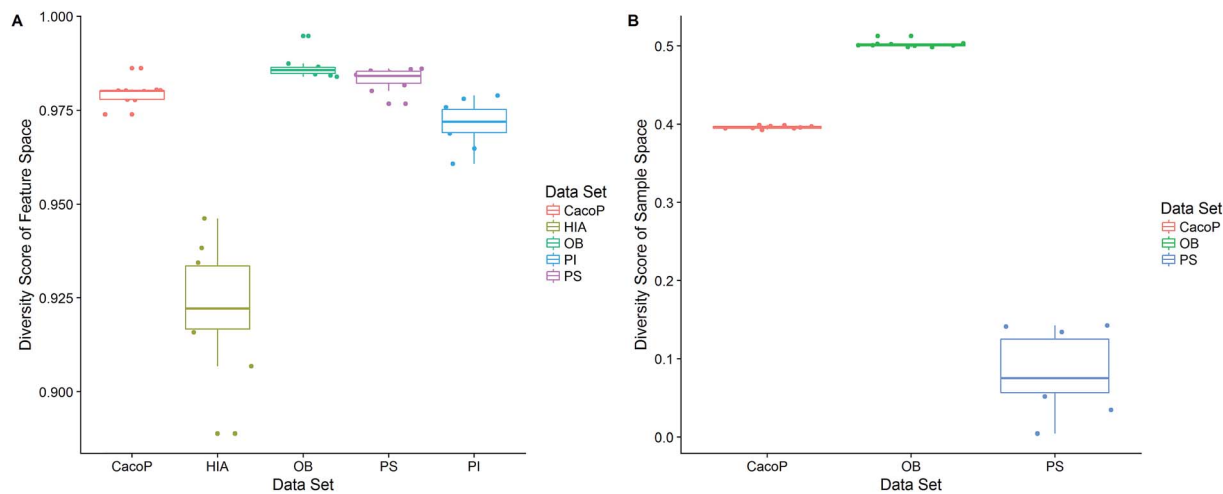 A
Diversity Score of Feature Space
1.000
0.975
0.950
0.925
0.900
CacoP
HIA
OB
PS
PI
Data Set
Data Set
CacoP
HIA
OB
PI
PS
B
Diversity Score of Sample Space
0.5
0.4
0.3
0.2
0.1
0.0
CacoP
OB
PS
Data Set
Data Set
CacoP
OB
PS